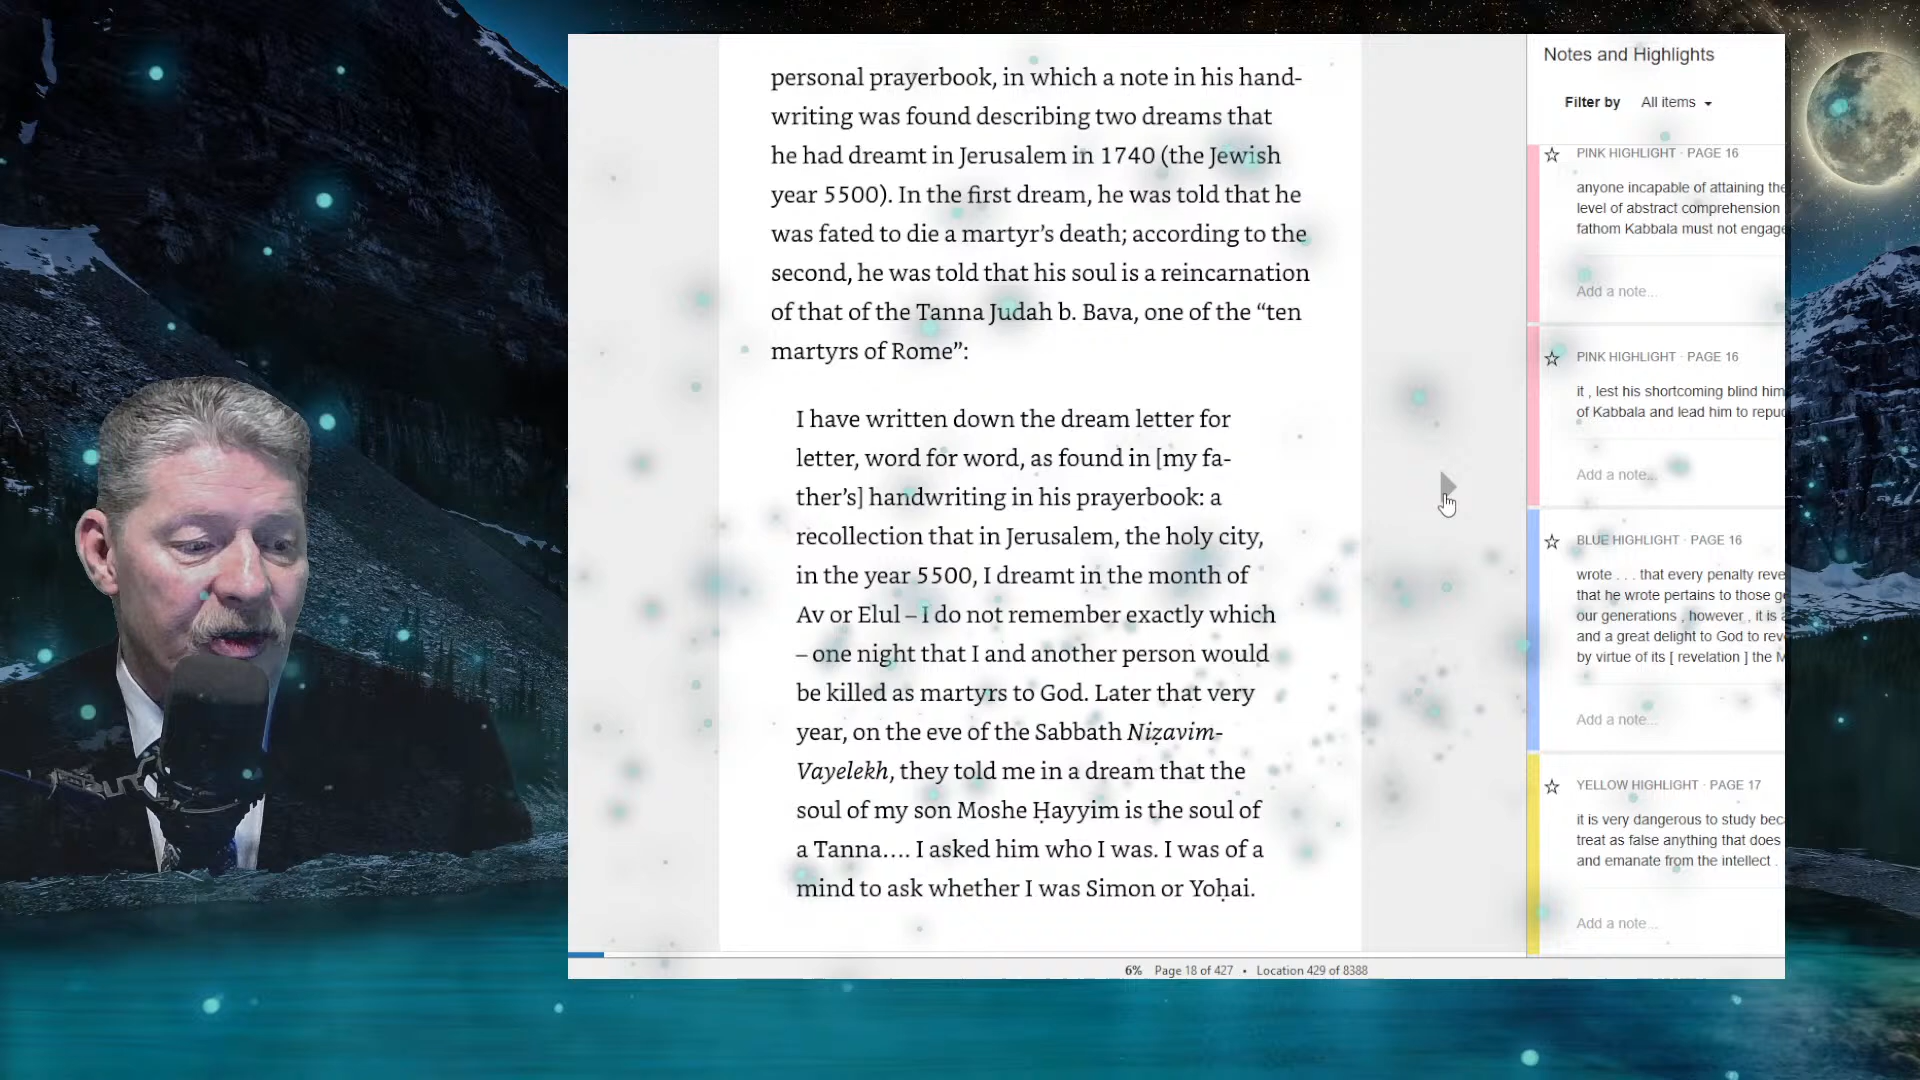 personal prayerbook, in which a note in his hand-
writing was found describing two dreams that
he had dreamt in Jerusalem in 1740 (the Jewish
year 5500). In the first dream, he was told that he
was fated to die a martyr’s death; according to the
second, he was told that his soul is a reincarnation
of that of the Tanna Judah b. Bava, one of the “ten
martyrs of Rome”:
I have written down the dream letter for
letter, word for word, as found in [my fa-
ther’s] handwriting in his prayerbook: a
recollection that in Jerusalem, the holy city,
in the year 5500, I dreamt in the month of
Av or Elul – I do not remember exactly which
– one night that I and another person would
be killed as martyrs to God. Later that very
year, on the eve of the Sabbath Niẓavim-
Vayelekh, they told me in a dream that the
soul of my son Moshe Ḥayyim is the soul of
a Tanna.... I asked him who I was. I was of a
mind to ask whether I was Simon or Yoḥai.
6% Page 18 of 427 • Location 429 of 8388
Notes and Highlights
Filter by All items
PINK HIGHLIGHT · PAGE 16
anyone incapable of attaining the
level of abstract comprehension
fathom Kabbala must not engage
Add a note...
PINK HIGHLIGHT · PAGE 16
it , lest his shortcoming blind him
of Kabbala and lead him to repud
Add a note...
BLUE HIGHLIGHT · PAGE 16
wrote . . . that every penalty reve
that he wrote pertains to those g
our generations , however , it is a
and a great delight to God to reve
by virtue of its [ revelation ] the M
Add a note...
YELLOW HIGHLIGHT · PAGE 17
it is very dangerous to study bec
treat as false anything that does
and emanate from the intellect .
Add a note...